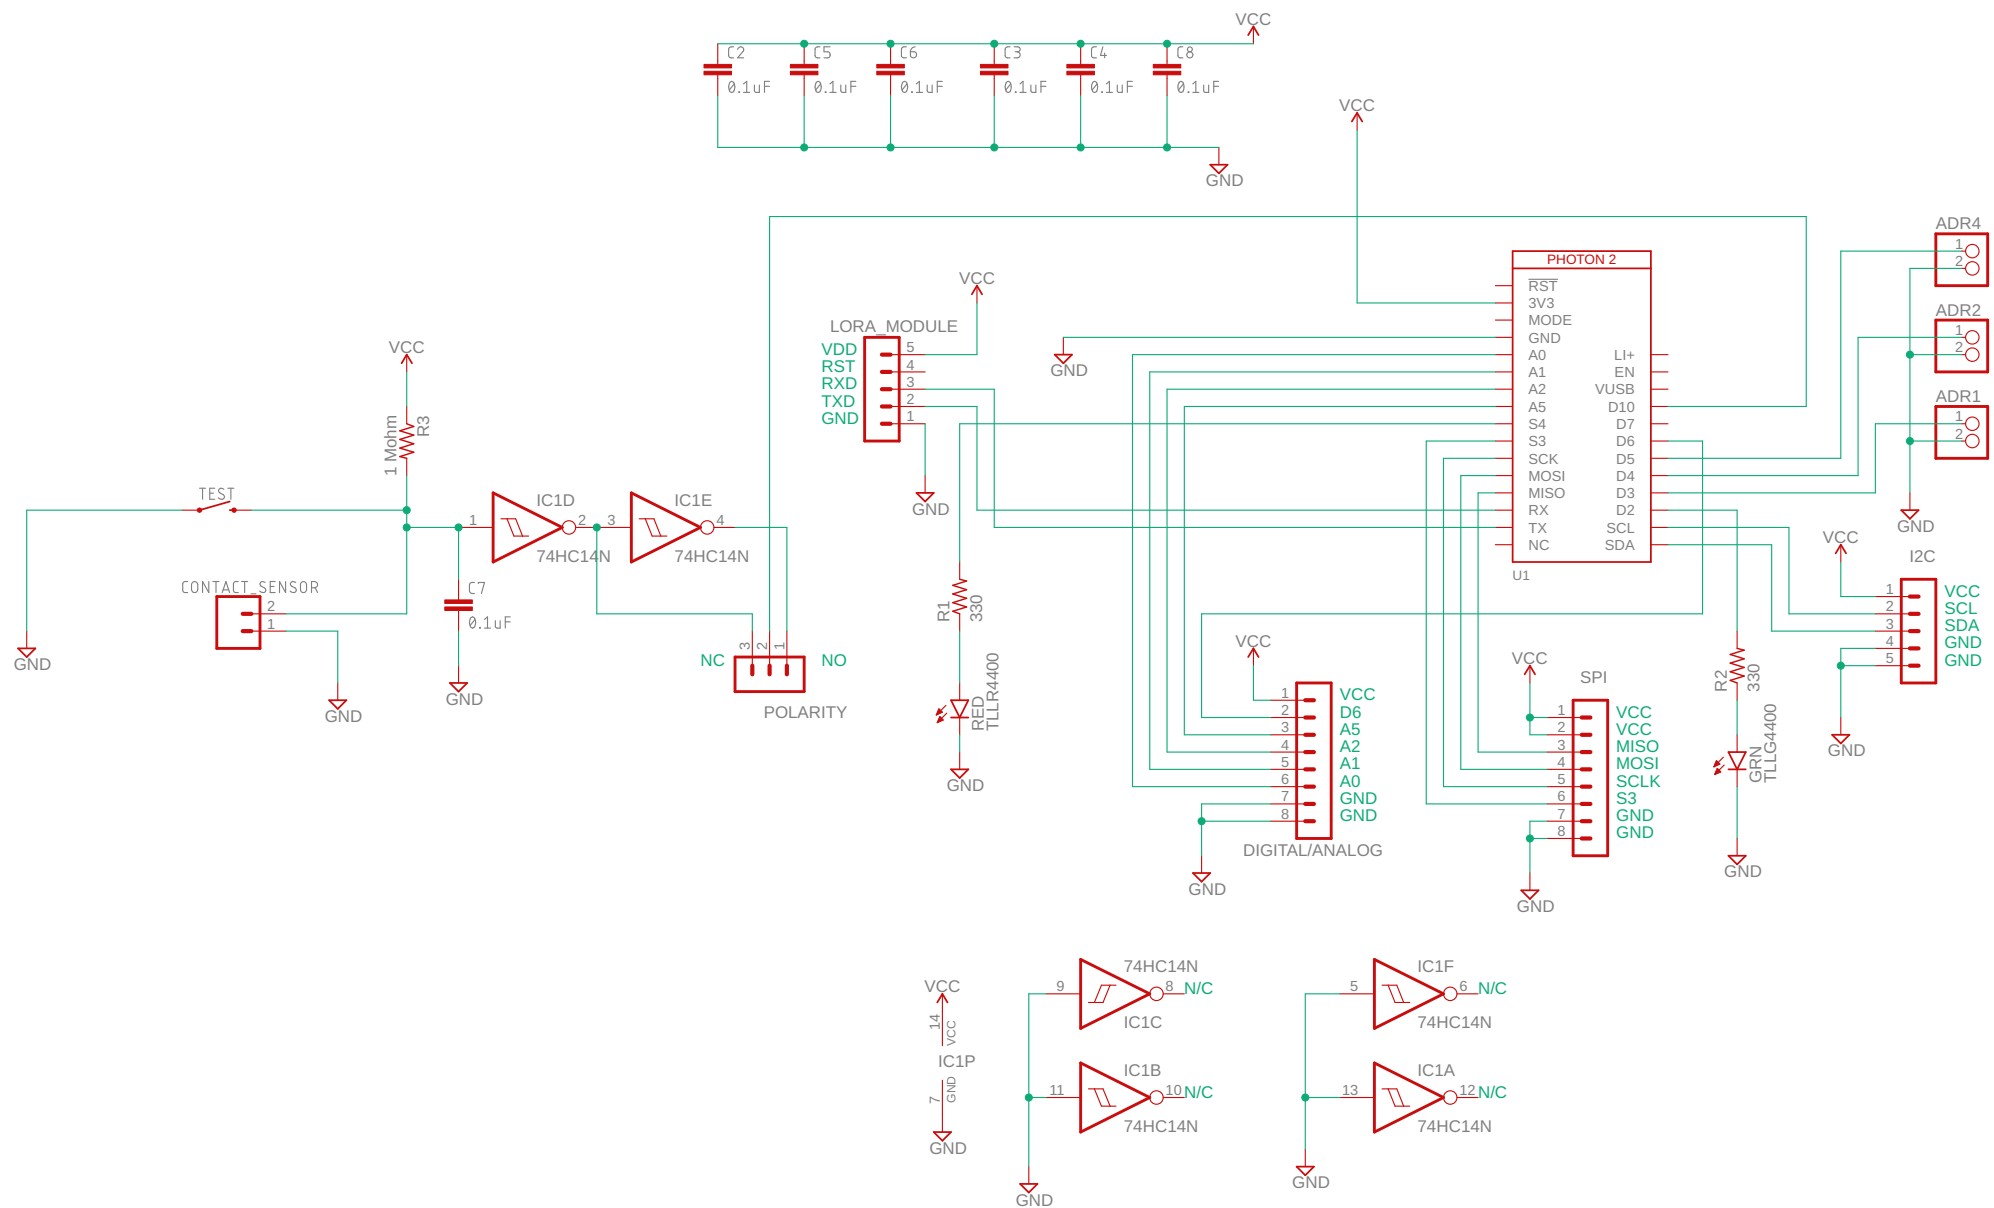 VCC
C2
C5
C6
C3
C4
C8
0.1uF
0.1uF
0.1uF
0.1uF
0.1uF
0.1uF
GND
VCC
PHOTON 2
RST
3V3
MODE
GND
A0
A1
A2
A5
S4
S3
SCK
MOSI
MISO
RX
TX
NC
LI+
EN
VUSB
D10
D7
D6
D5
D4
D3
D2
SCL
SDA
U1
GND
ADR4
1
2
ADR2
1
2
ADR1
1
2
GND
VCC
LORA_MODULE
VDD 5
RST 4
RXD 3
TXD 2
GND 1
GND
VCC
1 Mohm
R3
TEST
GND
CONTACT_SENSOR
2
1
GND
C7
0.1uF
GND
1
IC1D
2
74HC14N
3
IC1E
4
74HC14N
NC
3
2
1
NO
POLARITY
R1
330
RED
TLLR4400
GND
VCC
1 VCC
2 D6
3 A5
4 A2
5 A1
6 A0
7 GND
8 GND
DIGITAL/ANALOG
GND
VCC
SPI
1 VCC
2 VCC
3 MISO
4 MOSI
5 SCLK
6 S3
7 GND
8 GND
GND
R2
330
GRN
TLLG4400
GND
VCC
I2C
1 VCC
2 SCL
3 SDA
4 GND
5 GND
GND
VCC
14
VCC
IC1P
7
GND
GND
74HC14N
9
8 N/C
IC1C
IC1B
11
10 N/C
74HC14N
GND
IC1F
5
6 N/C
74HC14N
IC1A
13
12 N/C
74HC14N
GND